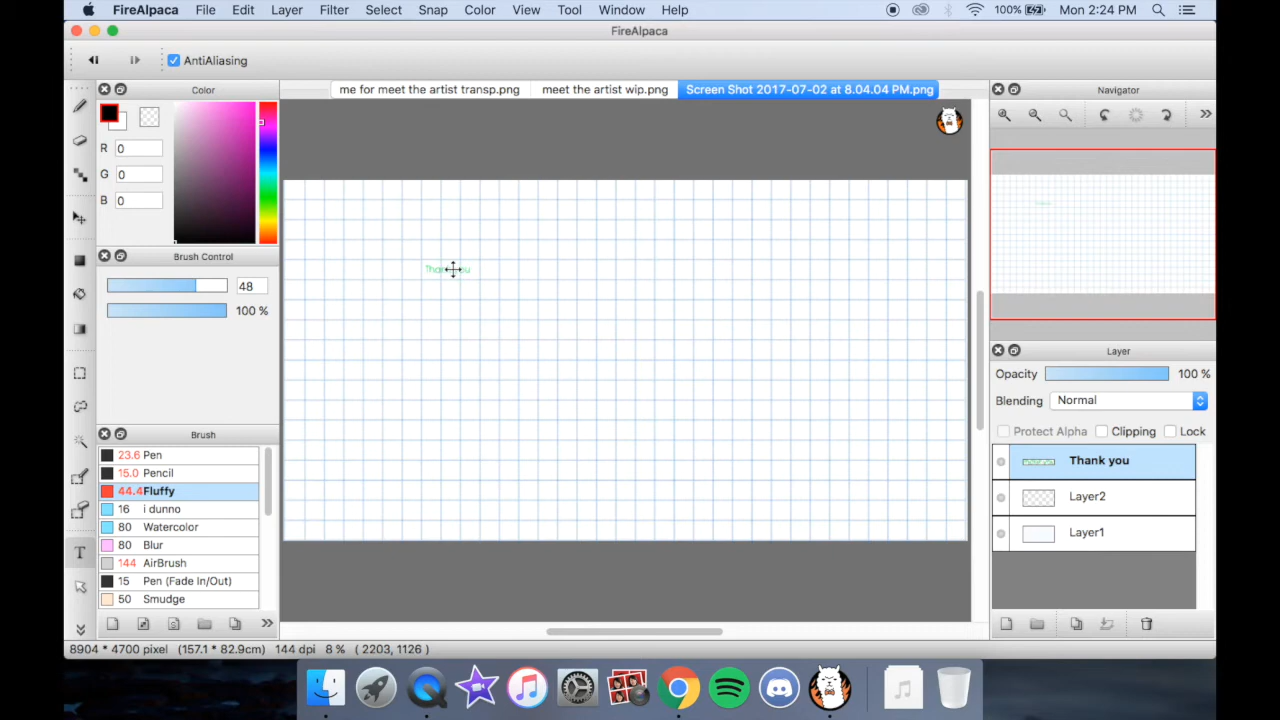 FireAlpaca File Edit Layer Filter Select Snap Color View Tool Window Help 100% Mon 2:24 PM
FireAlpaca
AntiAliasing
Color
me for meet the artist transp.png meet the artist wip.png Screen Shot 2017-07-02 at 8.04.04 PM.png
Navigator
R 0
G 0
B 0
Brush Control
48
100 %
Layer
Opacity 100 %
Blending Normal
Protect Alpha Clipping Lock
Thank you
Layer2
Layer1
Brush
23.6 Pen
15.0 Pencil
44.4 Fluffy
16 i dunno
80 Watercolor
80 Blur
144 AirBrush
15 Pen (Fade In/Out)
50 Smudge
T
8904 * 4700 pixel (157.1 * 82.9cm) 144 dpi 8 % ( 2203, 1126 )